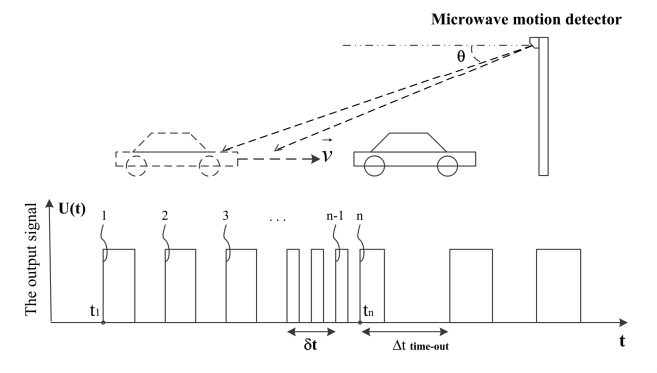 Microwave motion detector
θ
v
U(t)
The output signal
1 2 3 . . . n-1 n
t1
tn
δt
Δt time-out
t